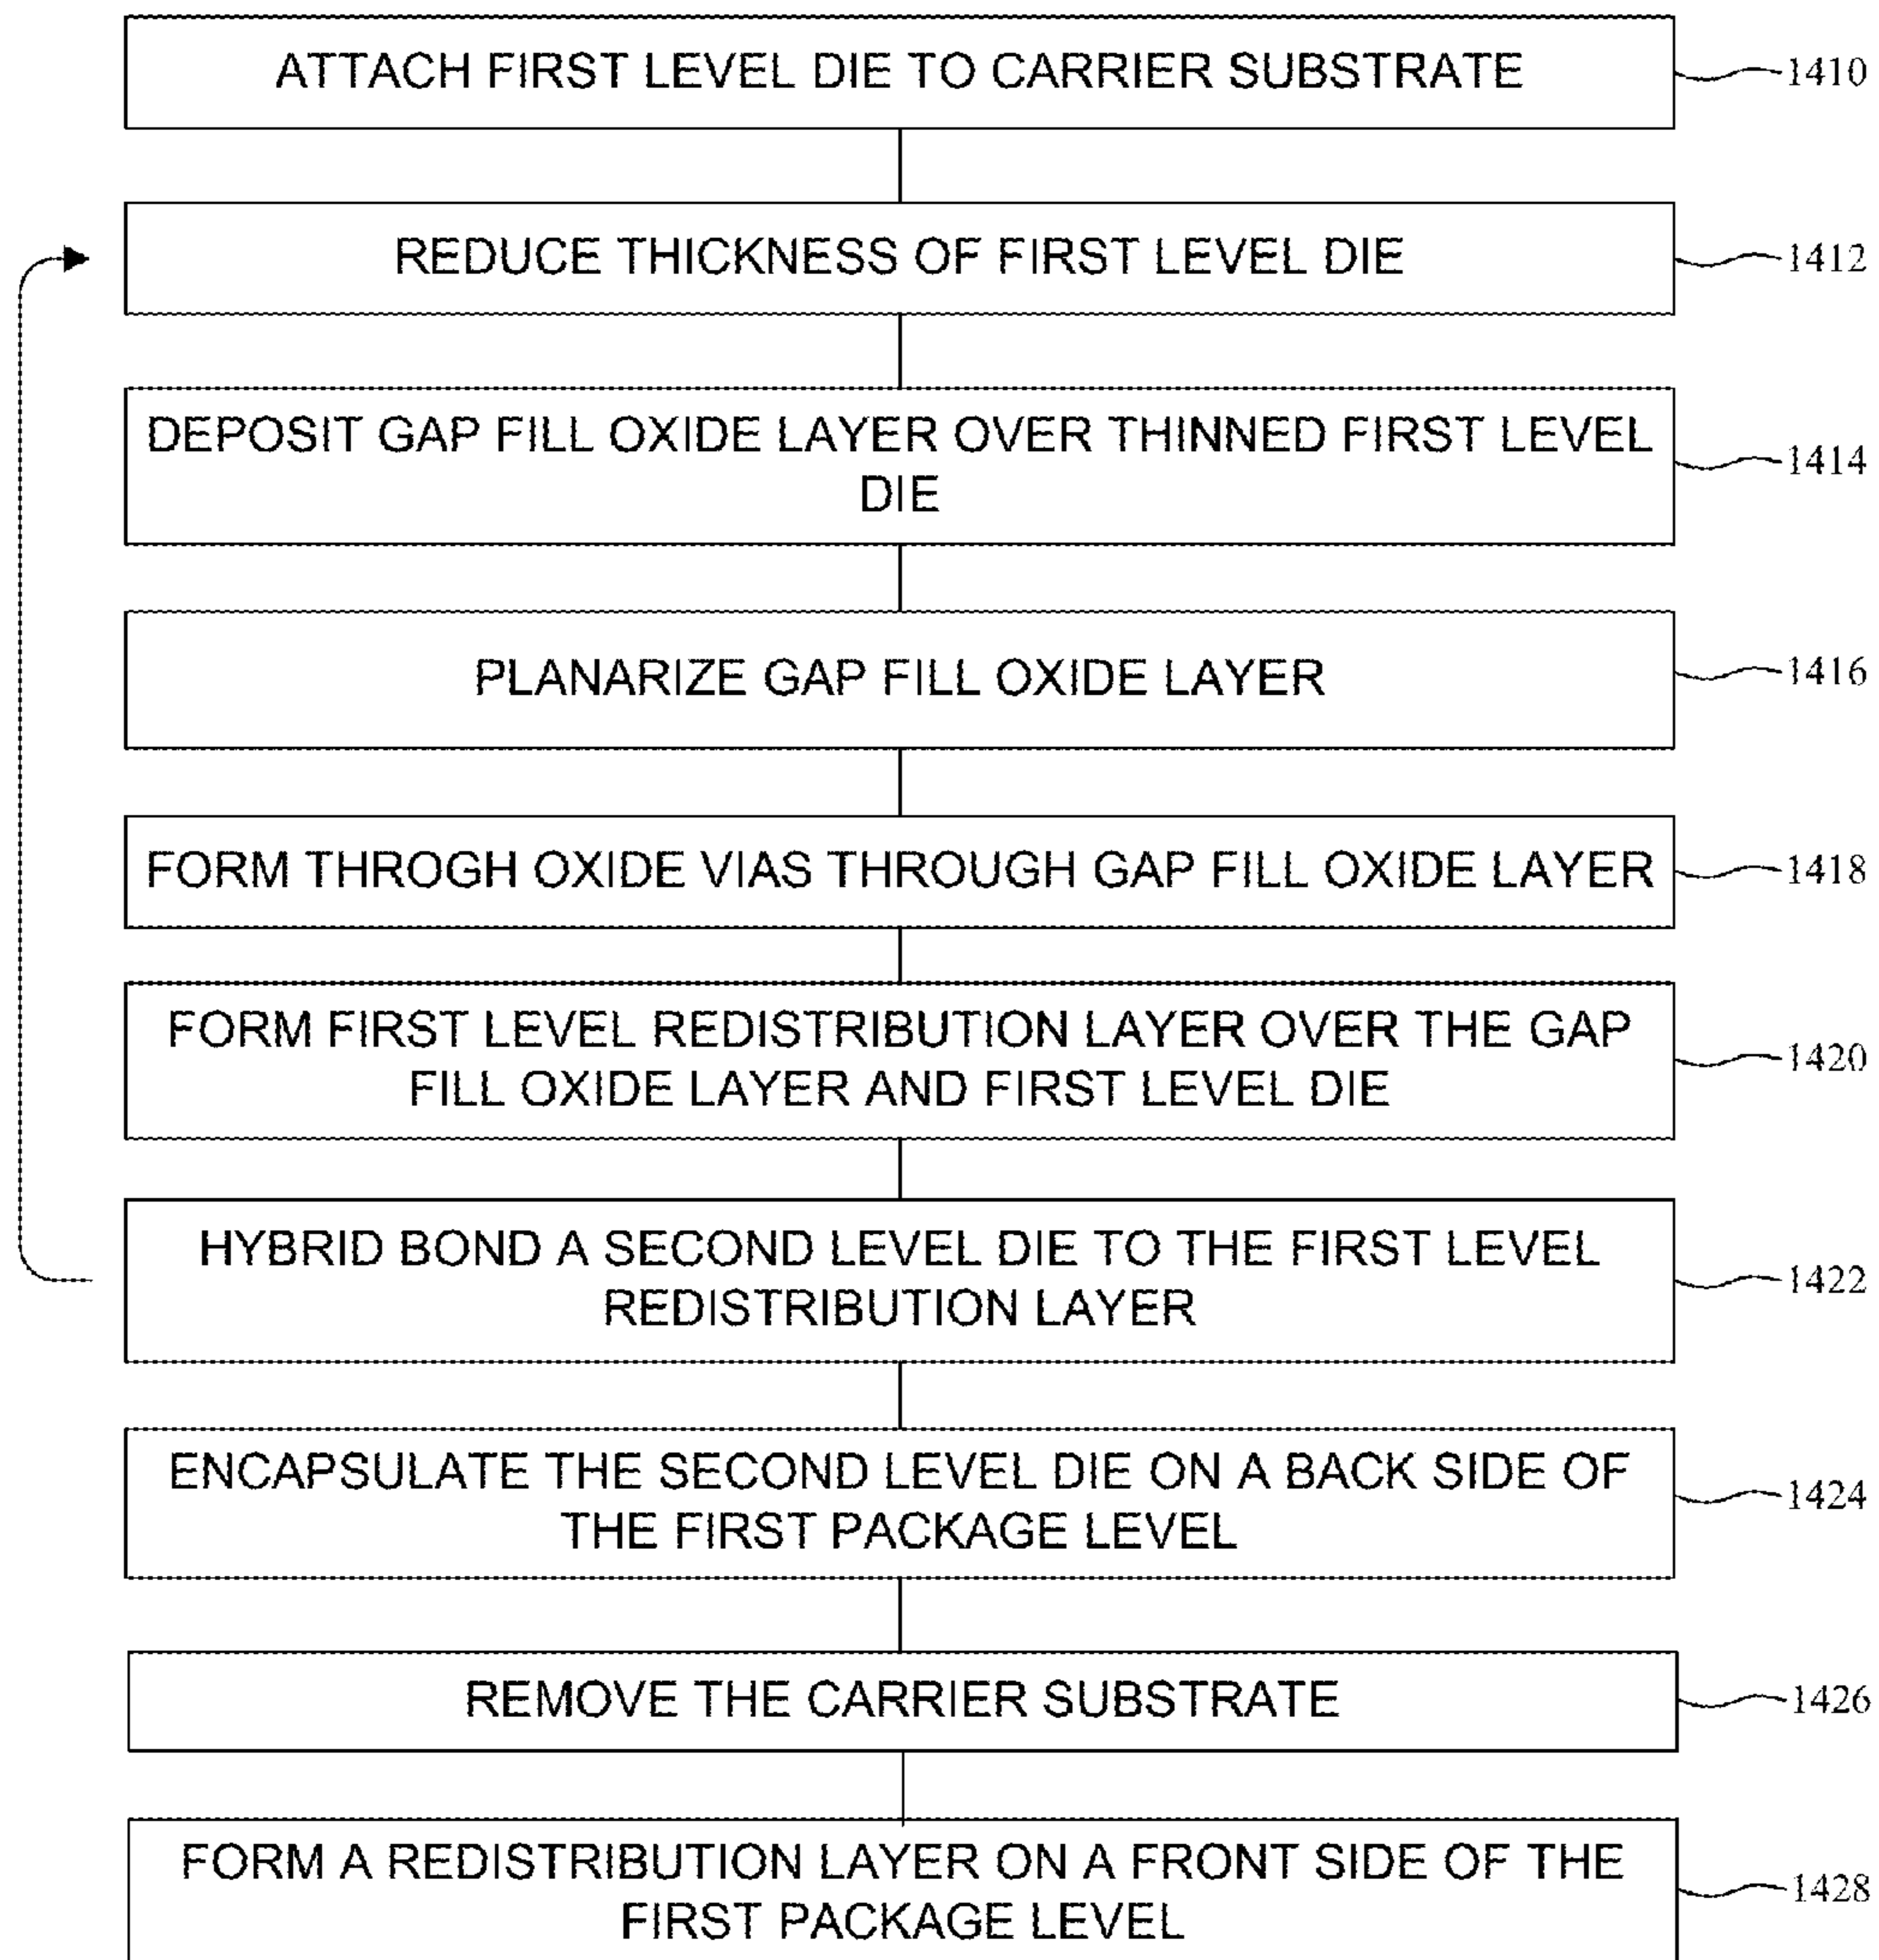 ATTACH FIRST LEVEL DIE TO CARRIER SUBSTRATE
1410
REDUCE THICKNESS OF FIRST LEVEL DIE
1412
DEPOSIT GAP FILL OXIDE LAYER OVER THINNED FIRST LEVEL
DIE
1414
PLANARIZE GAP FILL OXIDE LAYER
1416
FORM THROGH OXIDE VIAS THROUGH GAP FILL OXIDE LAYER
1418
FORM FIRST LEVEL REDISTRIBUTION LAYER OVER THE GAP
FILL OXIDE LAYER AND FIRST LEVEL DIE
1420
HYBRID BOND A SECOND LEVEL DIE TO THE FIRST LEVEL
REDISTRIBUTION LAYER
1422
ENCAPSULATE THE SECOND LEVEL DIE ON A BACK SIDE OF
THE FIRST PACKAGE LEVEL
1424
REMOVE THE CARRIER SUBSTRATE
1426
FORM A REDISTRIBUTION LAYER ON A FRONT SIDE OF THE
FIRST PACKAGE LEVEL
1428